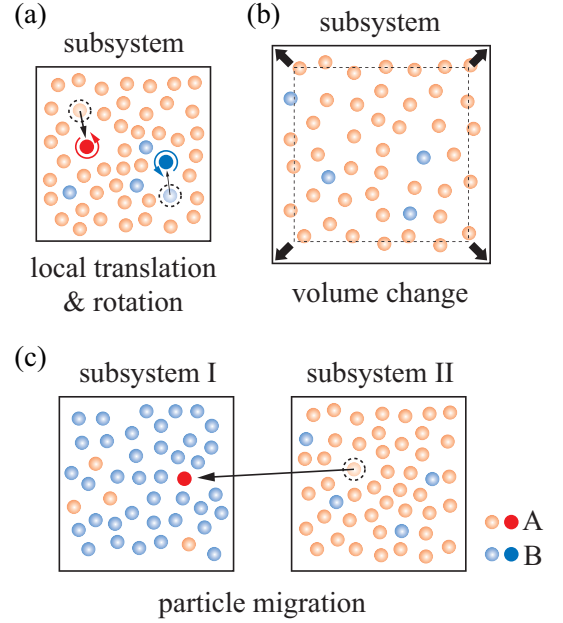 (a)
subsystem
local translation
& rotation
(b)
subsystem
volume change
(c)
subsystem I
subsystem II
A
B
particle migration